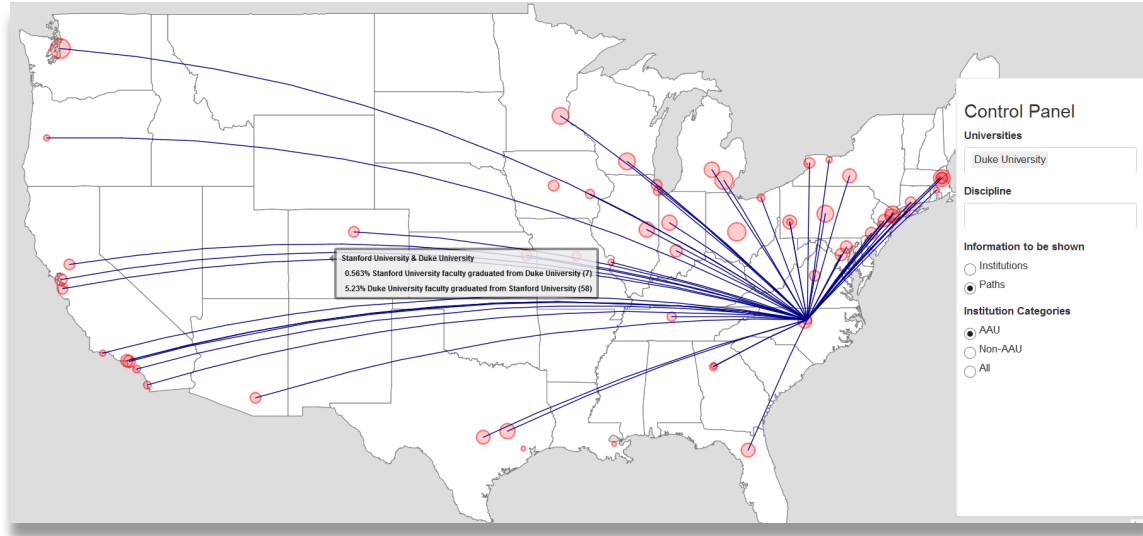 Control Panel
Universities
Duke University
Discipline
Stanford University & Duke University
0.563% Stanford University faculty graduated from Duke University (7)
5.23% Duke University faculty graduated from Stanford University (58)
Information to be shown
Institutions
Paths
Institution Categories
AAU
Non-AAU
All